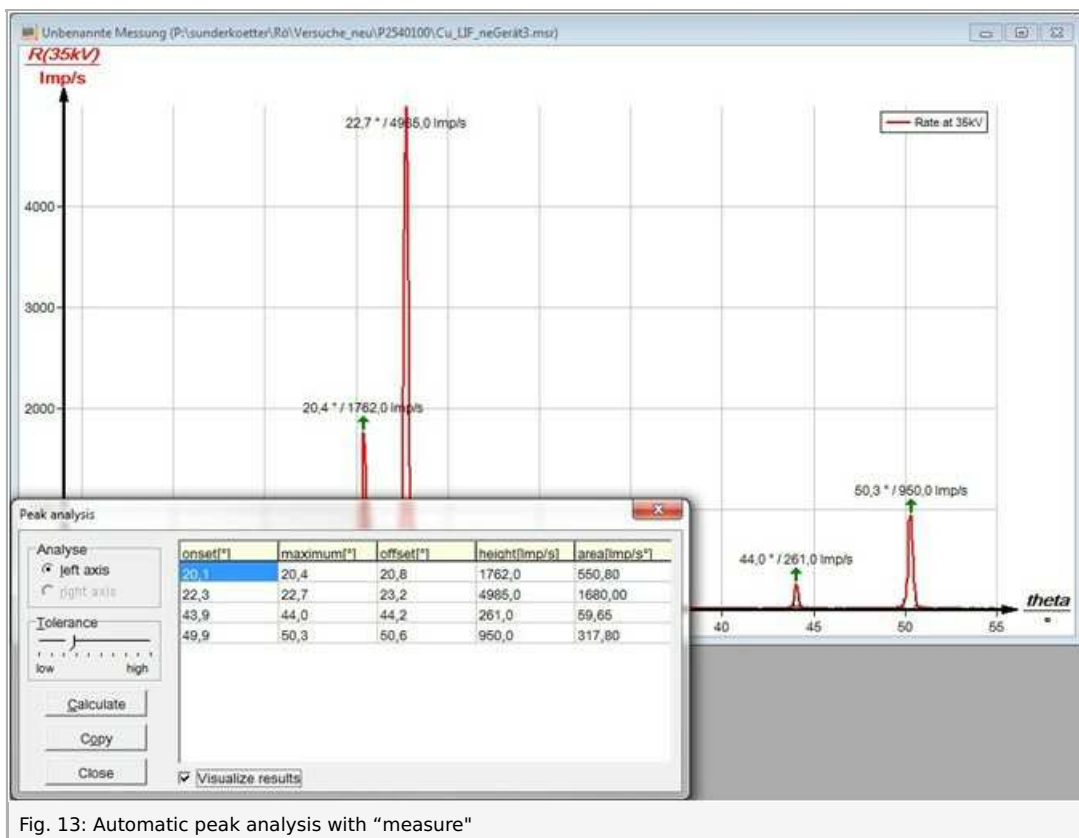 Unbenannte Messung (P:\sunderkoetter\Rö\Versuche_neu\P2540100\Cu_LIF_neGerät3.msr)
R(35kV)
Imp/s
22,7 ° / 4985,0 Imp/s
Rate at 35kV
4000
3000
20,4 ° / 1762,0 Imp/s
2000
50,3 ° / 950,0 Imp/s
44,0 ° / 261,0 Imp/s
theta
°
40 45 50 55
Peak analysis
Analyse
left axis
right axis
Tolerance
low high
Calculate
Copy
Close
onset[°] maximum[°] offset[°] height[Imp/s] area[Imp/s*°]
20,1 20,4 20,8 1762,0 550,80
22,3 22,7 23,2 4985,0 1680,00
43,9 44,0 44,2 261,0 59,65
49,9 50,3 50,6 950,0 317,80
Visualize results
Fig. 13: Automatic peak analysis with “measure"